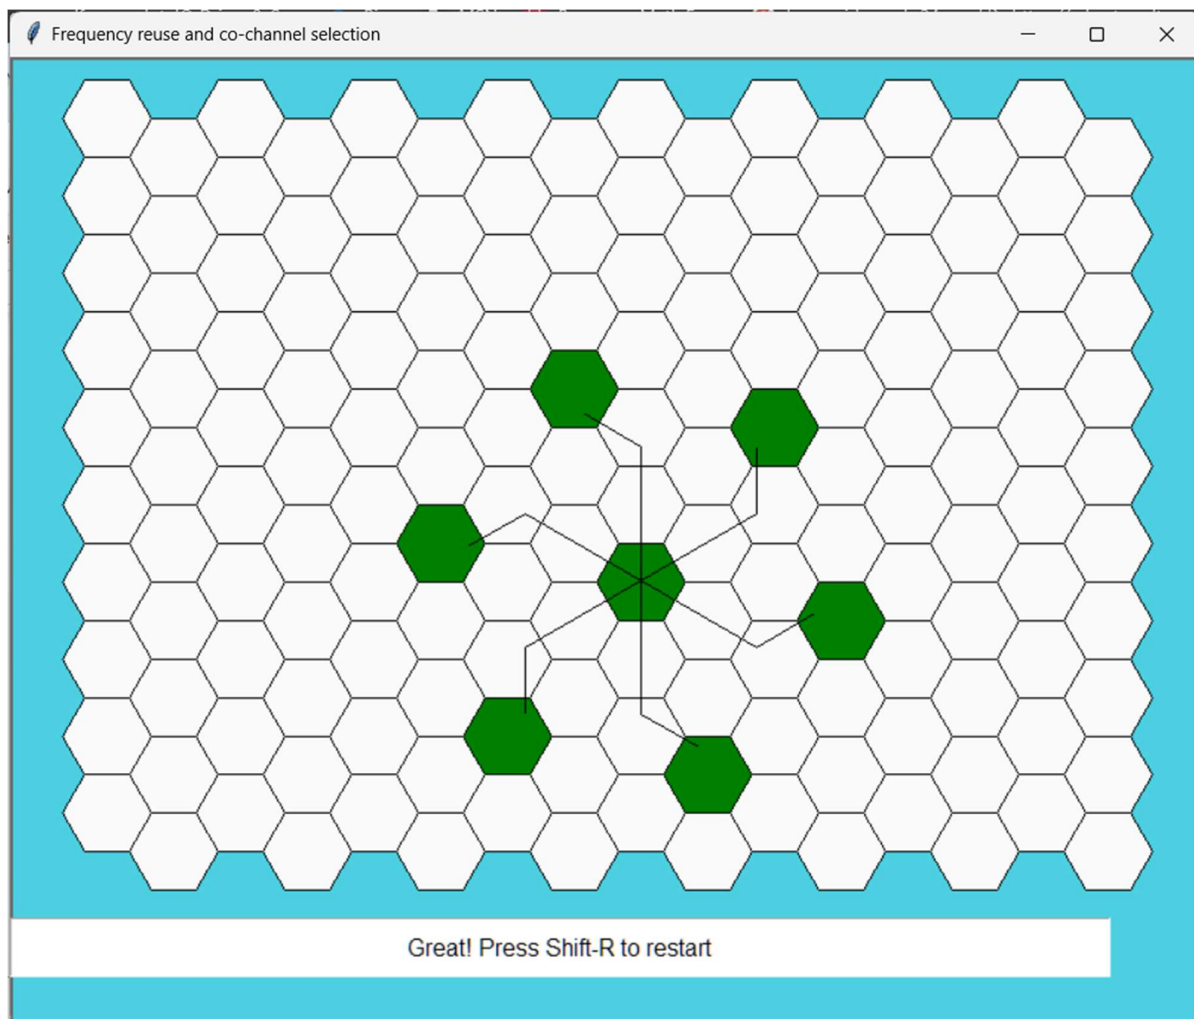 Frequency reuse and co-channel selection
Great! Press Shift-R to restart